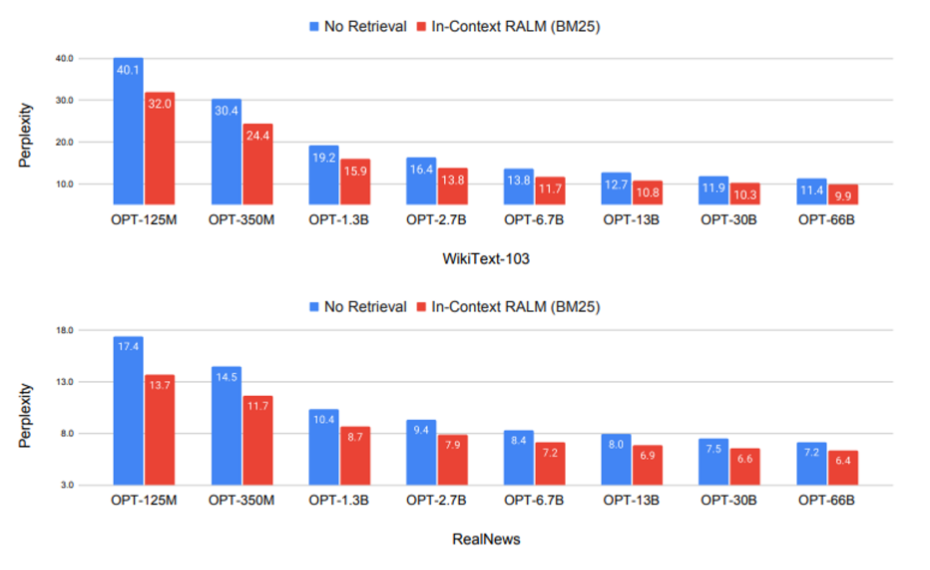 No Retrieval In-Context RALM (BM25)
40.0
30.0
20.0
10.0
Perplexity
40.1 32.0 30.4 24.4 19.2 15.9 16.4 13.8 13.8 11.7 12.7 10.8 11.9 10.3 11.4 9.9
OPT-125M OPT-350M OPT-1.3B OPT-2.7B OPT-6.7B OPT-13B OPT-30B OPT-66B
WikiText-103
No Retrieval In-Context RALM (BM25)
18.0
13.0
8.0
3.0
Perplexity
17.4 13.7 14.5 11.7 10.4 8.7 9.4 7.9 8.4 7.2 8.0 6.9 7.5 6.6 7.2 6.4
OPT-125M OPT-350M OPT-1.3B OPT-2.7B OPT-6.7B OPT-13B OPT-30B OPT-66B
RealNews